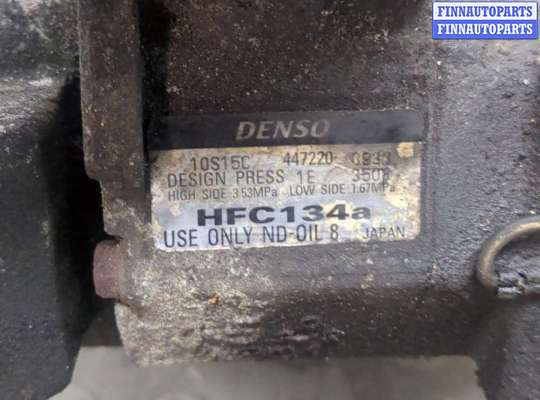 FINNAUTOPARTS
FINNAUTOPARTS
DENSO
10S15C 447220
DESIGN PRESS 1E
HIGH SIDE 3.53MPa LOW SIDE 1.67MPa
HFC134a
USE ONLY ND-OIL 8 JAPAN